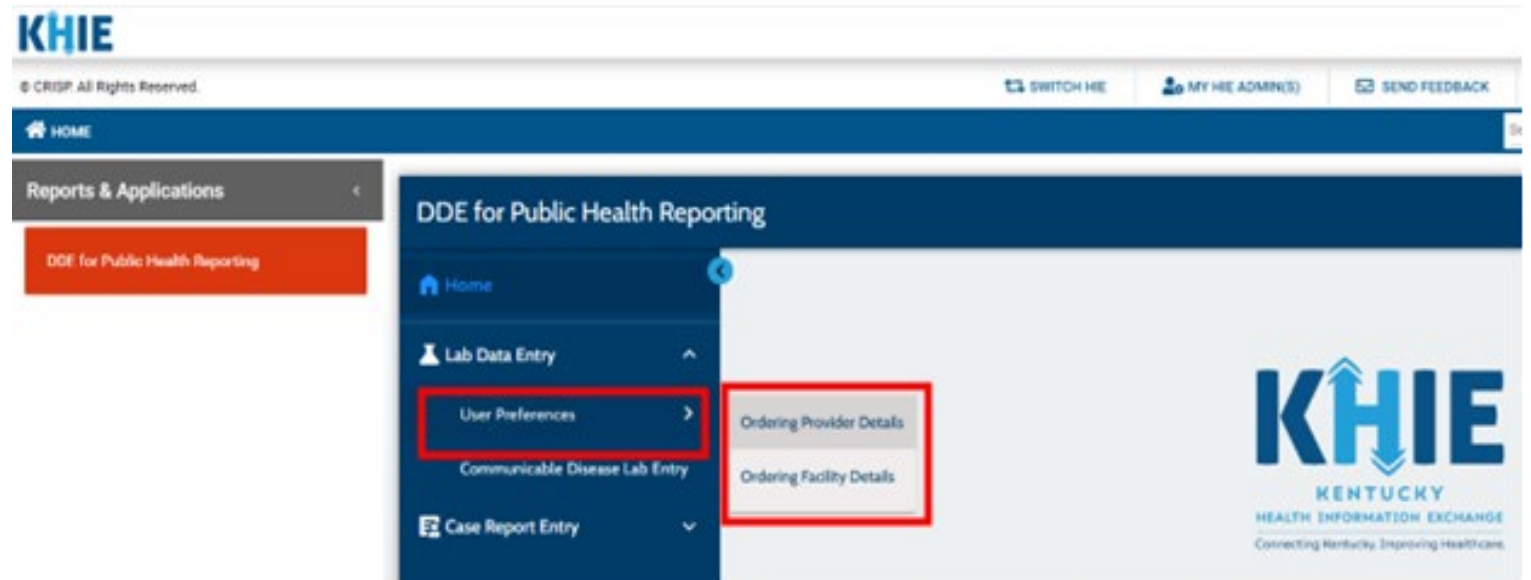 KHIE
© CRISP. All Rights Reserved.
SWITCH HIE
MY HIE ADMIN(S)
SEND FEEDBACK
HOME
Reports & Applications
DDE for Public Health Reporting
DDE for Public Health Reporting
Home
Lab Data Entry
User Preferences
Ordering Provider Details
Communicable Disease Lab Entry
Ordering Facility Details
Case Report Entry
KHIE
KENTUCKY
HEALTH INFORMATION EXCHANGE
Connecting Kentucky. Improving Healthcare.